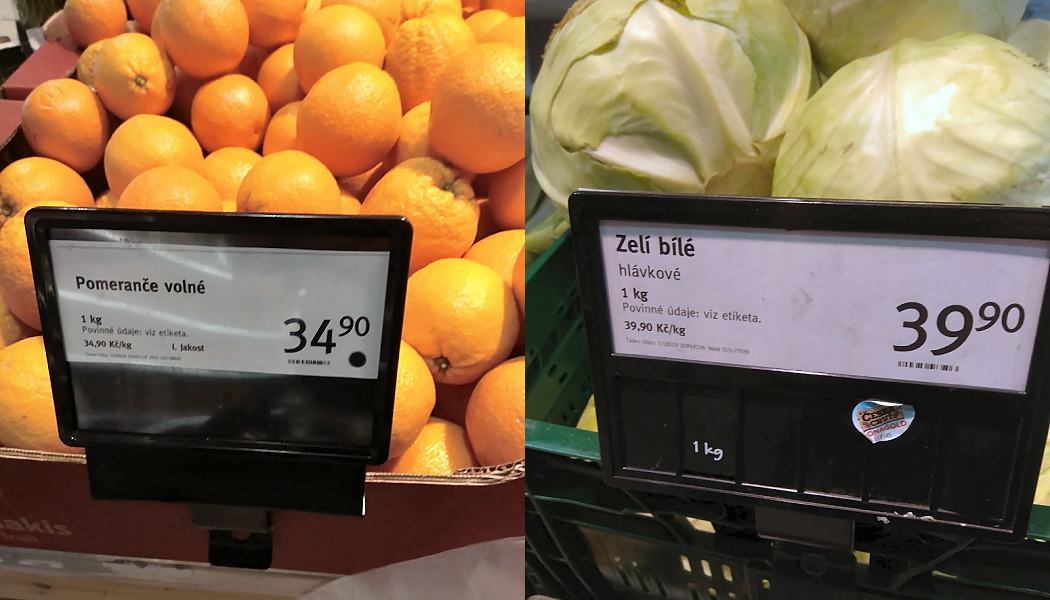 Pomeranče volné
1 kg
Povinné údaje: viz etiketa.
34,90 Kč/kg I. jakost
34 90
Zelí bílé
hlávkové
1 kg
Povinné údaje: viz etiketa.
39,90 Kč/kg
39 90
1 kg